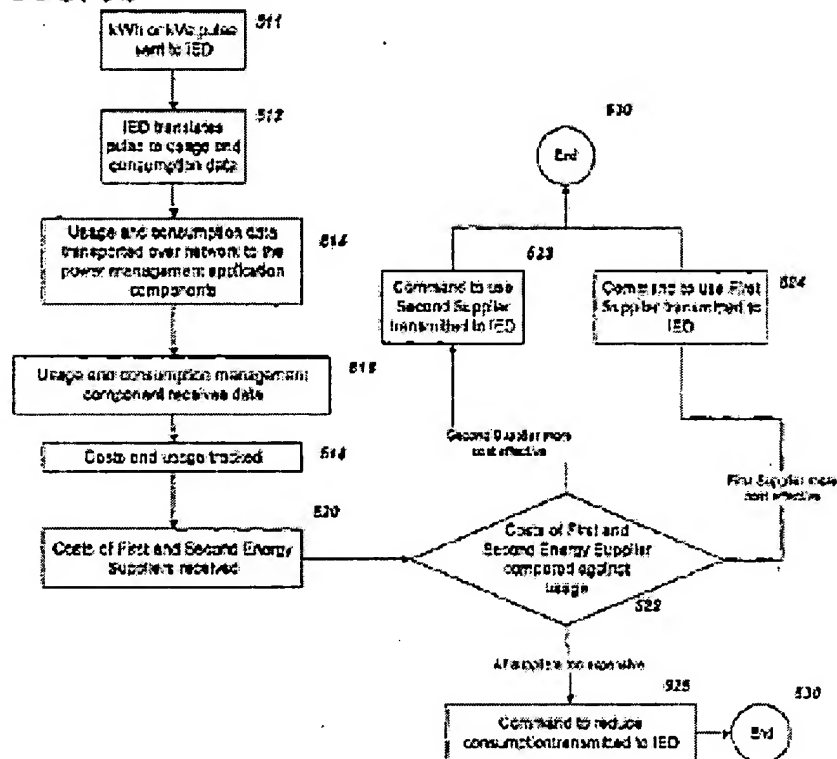 kWh or kVa pulse
sent to IED
511
IED translates
pulse to usage and
consumption data
512
Usage and consumption data
transported over network to the
power management application
components
Usage and consumption management
component receives data
Costs and usage tracked
Costs of First and Second Energy
Suppliers received
520
Costs of First and
Second Energy Supplier
compared against
usage
522
Second Supplier more
cost effective
First Supplier more
cost effective
Command to use
Second Supplier
transmitted to IED
523
Command to use First
Supplier transmitted to
IED
524
End
530
All suppliers too expensive
Command to reduce
consumption transmitted to IED
525
End
530